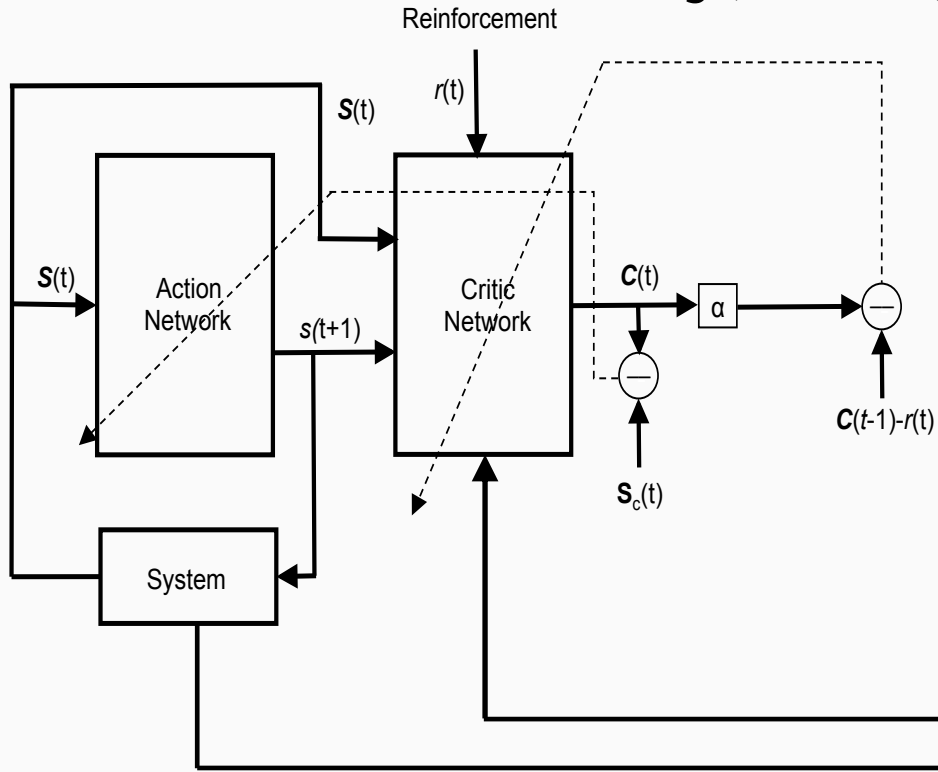 Reinforcement
r(t)
S(t)
S(t)
Action
Network
s(t+1)
Critic
Network
C(t)
α
C(t-1)-r(t)
S_c(t)
System